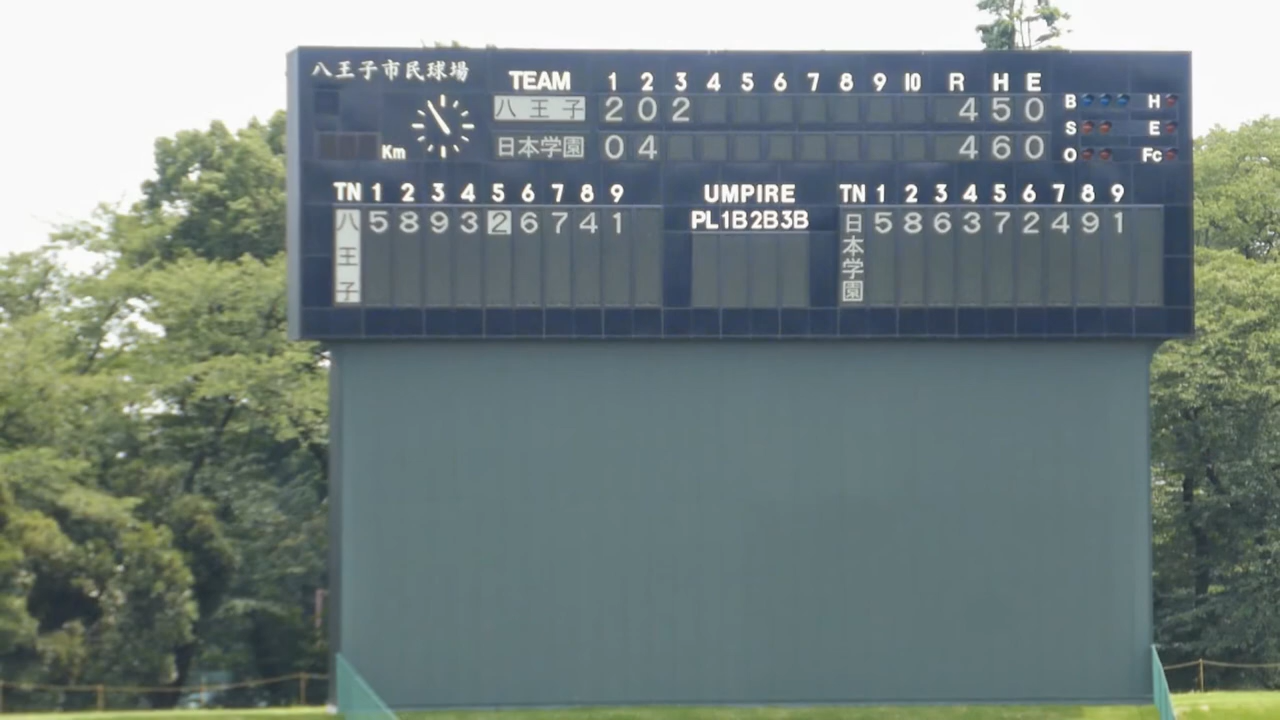 八王子市民球場
TEAM 1 2 3 4 5 6 7 8 9 10 R H E
八王子 2 0 2 4 5 0
日本学園 0 4 4 6 0
Km
B H
S E
O Fc
TN 1 2 3 4 5 6 7 8 9
八王子 5 8 9 3 2 6 7 4 1
UMPIRE
PL 1B 2B 3B
TN 1 2 3 4 5 6 7 8 9
日本学園 5 8 6 3 7 2 4 9 1